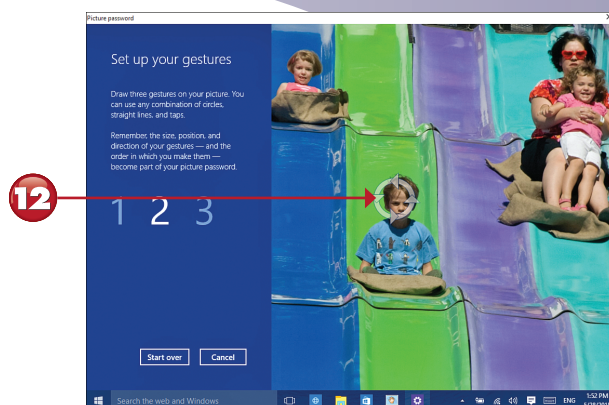 Picture password
Set up your gestures
Draw three gestures on your picture. You
can use any combination of circles,
straight lines, and taps.
Remember, the size, position, and
direction of your gestures — and the
order in which you make them —
become part of your picture password.
12
1 2 3
Start over Cancel
Search the web and Windows
ENG
1:52 PM